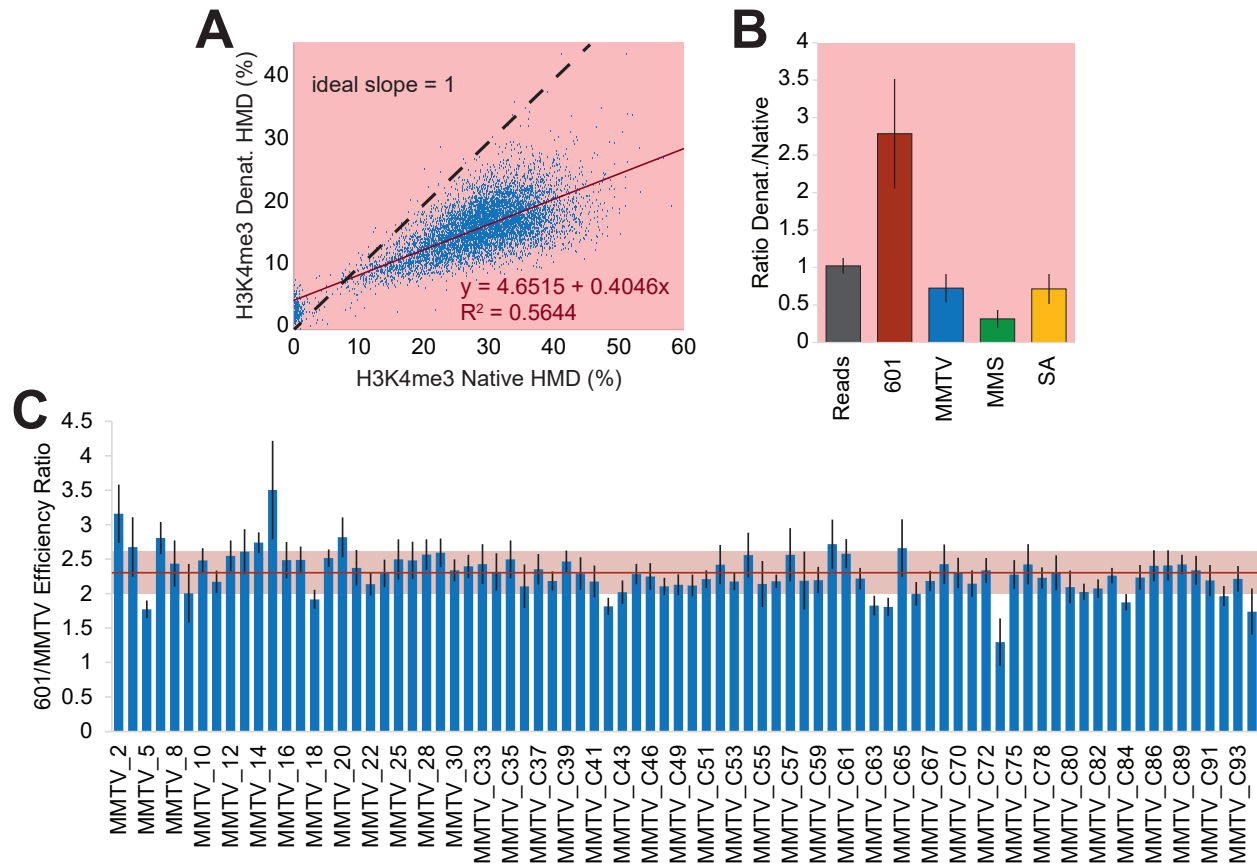 A
H3K4me3 Denat. HMD (%)
40
30
20
10
0
ideal slope = 1
y = 4.6515 + 0.4046x
R² = 0.5644
0 10 20 30 40 50 60
H3K4me3 Native HMD (%)
B
Ratio Denat./Native
4
3.5
3
2.5
2
1.5
1
0.5
0
Reads
601
MMTV
MMS
SA
C
601/MMTV Efficiency Ratio
4.5
4
3.5
3
2.5
2
1.5
1
0.5
0
MMTV_2
MMTV_5
MMTV_8
MMTV_10
MMTV_12
MMTV_14
MMTV_16
MMTV_18
MMTV_20
MMTV_22
MMTV_25
MMTV_28
MMTV_30
MMTV_C33
MMTV_C35
MMTV_C37
MMTV_C39
MMTV_C41
MMTV_C43
MMTV_C46
MMTV_C49
MMTV_C51
MMTV_C53
MMTV_C55
MMTV_C57
MMTV_C59
MMTV_C61
MMTV_C63
MMTV_C65
MMTV_C67
MMTV_C70
MMTV_C72
MMTV_C75
MMTV_C78
MMTV_C80
MMTV_C82
MMTV_C84
MMTV_C86
MMTV_C89
MMTV_C91
MMTV_C93